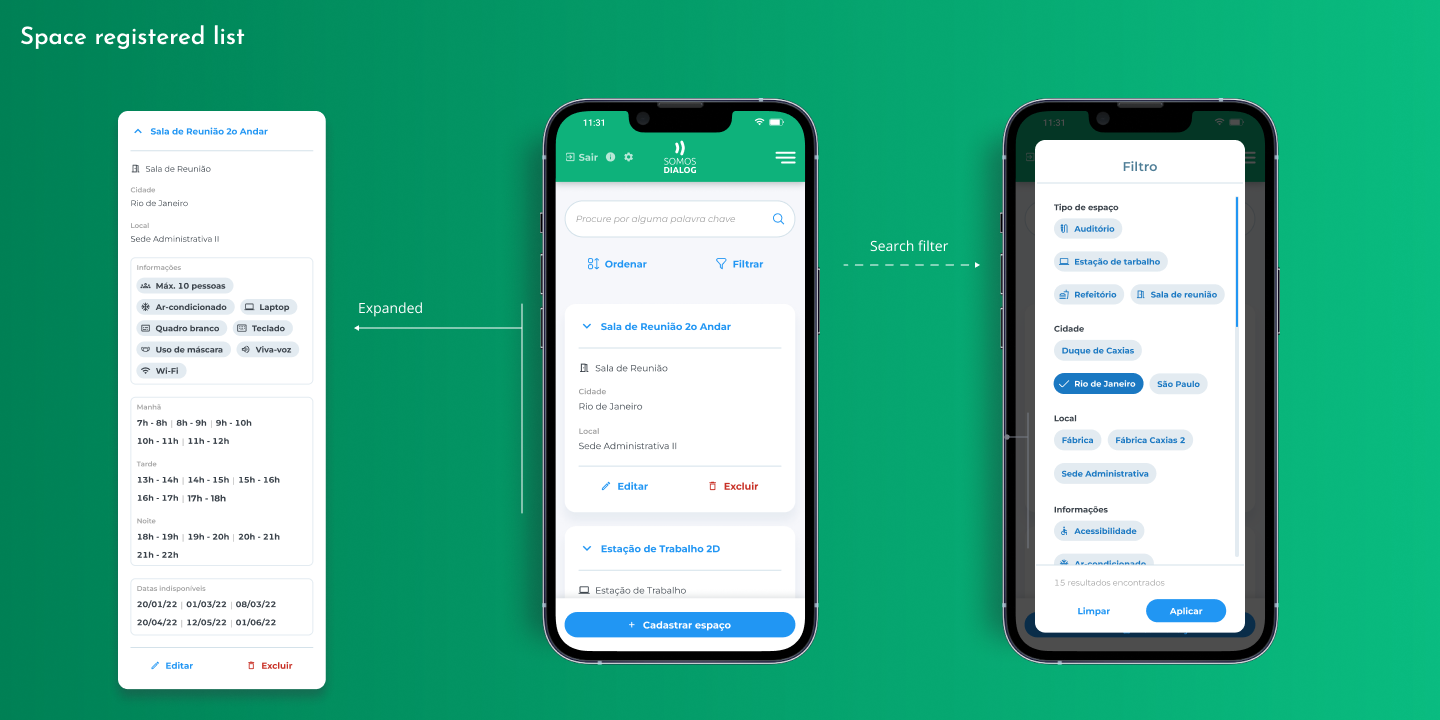 Space registered list
Sala de Reunião 2o Andar
Sala de Reunião
Cidade
Rio de Janeiro
Local
Sede Administrativa II
Informações
Máx. 10 pessoas
Ar-condicionado
Laptop
Quadro branco
Teclado
Uso de máscara
Viva-voz
Wi-Fi
Manhã
7h - 8h | 8h - 9h | 9h - 10h
10h - 11h | 11h - 12h
Tarde
13h - 14h | 14h - 15h | 15h - 16h
16h - 17h | 17h - 18h
Noite
18h - 19h | 19h - 20h | 20h - 21h
21h - 22h
Datas Indisponíveis
20/01/22 | 01/03/22 | 08/03/22
20/04/22 | 12/05/22 | 01/06/22
Editar
Excluir
Expanded
11:31
Sair
SOMOS
DIALOG
Procure por alguma palavra chave
Ordenar
Filtrar
Sala de Reunião 2o Andar
Sala de Reunião
Cidade
Rio de Janeiro
Local
Sede Administrativa II
Editar
Excluir
Estação de Trabalho 2D
Estação de Trabalho
+ Cadastrar espaço
Search filter
11:31
Filtro
Tipo de espaço
Auditório
Estação de tarbalho
Refeitório
Sala de reunião
Cidade
Duque de Caxias
Rio de Janeiro
São Paulo
Local
Fábrica
Fábrica Caxias 2
Sede Administrativa
Informações
Acessibilidade
Ar-condicionado
15 resultados encontrados
Limpar
Aplicar